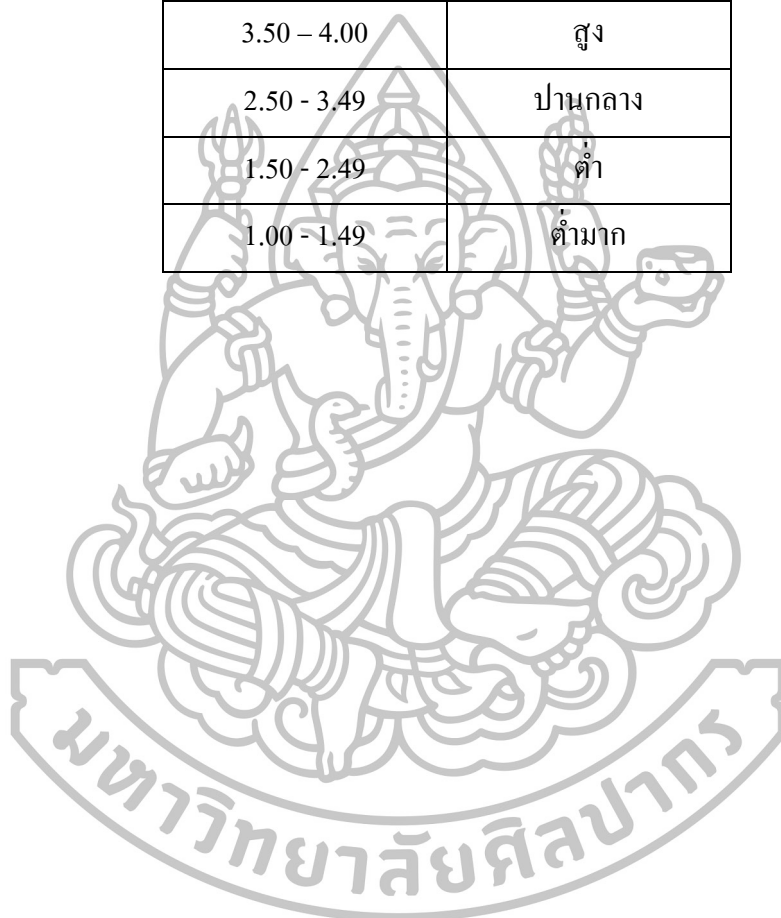 3.50 – 4.00 สูง
2.50 - 3.49 ปานกลาง
1.50 - 2.49 ต่ำ
1.00 - 1.49 ต่ำมาก
มหาวิทยาลัยศิลปากร